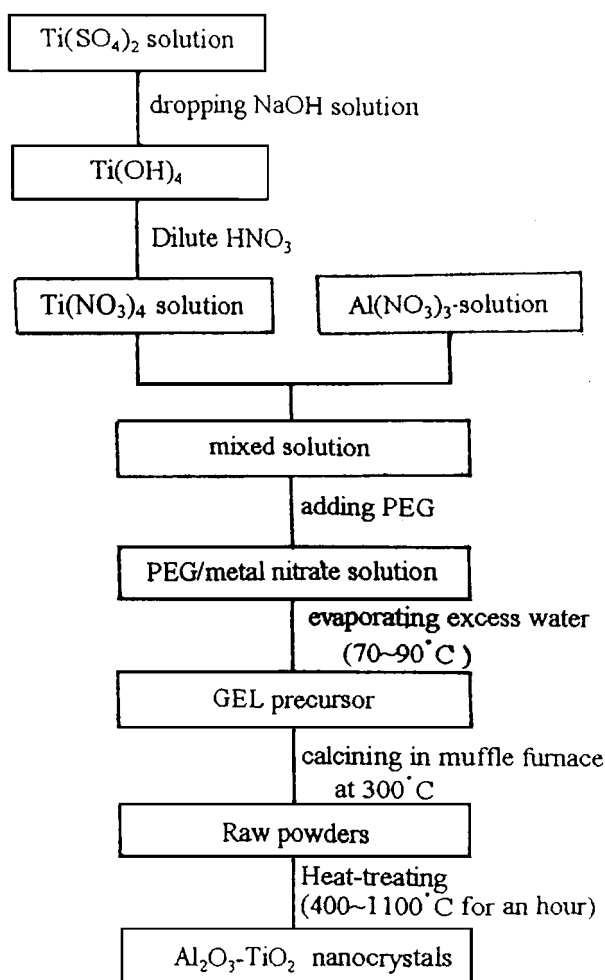 Ti(SO₄)₂ solution
dropping NaOH solution
Ti(OH)₄
Dilute HNO₃
Ti(NO₃)₄ solution
Al(NO₃)₃-solution
mixed solution
adding PEG
PEG/metal nitrate solution
evaporating excess water
(70~90°C)
GEL precursor
calcining in muffle furnace
at 300°C
Raw powders
Heat-treating
(400~1100°C for an hour)
Al₂O₃-TiO₂ nanocrystals